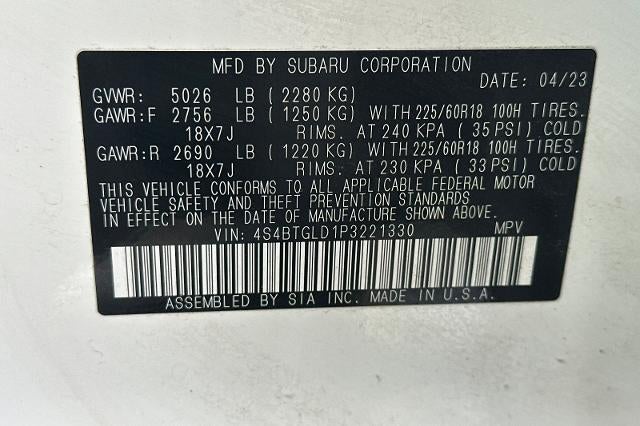 MFD BY SUBARU CORPORATION
DATE: 04/23
GVWR: 5026 LB (2280 KG)
GAWR:F 2756 LB (1250 KG) WITH 225/60R18 100H TIRES.
18X7J RIMS. AT 240 KPA (35 PSI) COLD
GAWR:R 2690 LB (1220 KG) WITH 225/60R18 100H TIRES.
18X7J RIMS. AT 230 KPA (33 PSI) COLD
THIS VEHICLE CONFORMS TO ALL APPLICABLE FEDERAL MOTOR
VEHICLE SAFETY AND THEFT PREVENTION STANDARDS
IN EFFECT ON THE DATE OF MANUFACTURE SHOWN ABOVE.
VIN: 4S4BTGLD1P3221330 MPV
ASSEMBLED BY SIA INC. MADE IN U.S.A.